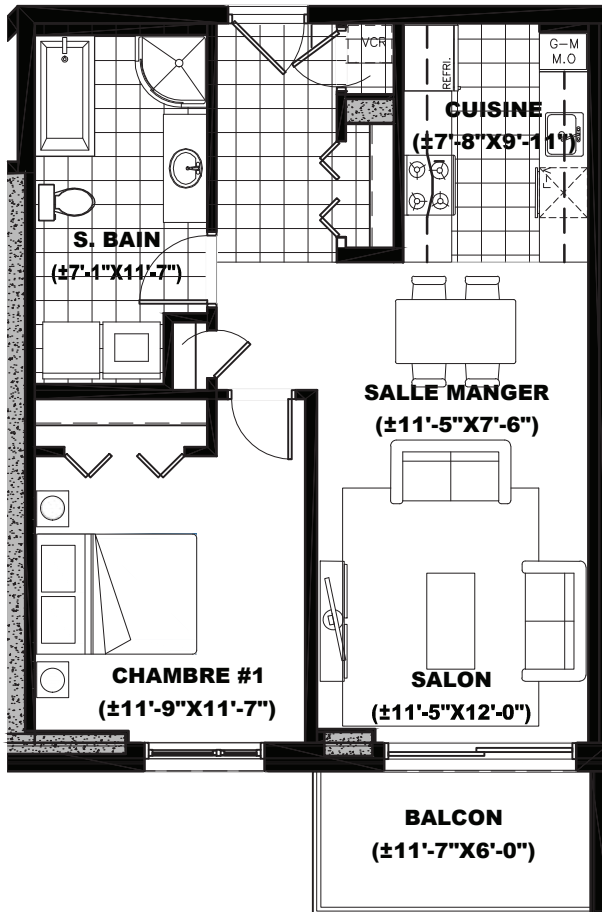 VCR
REFRI.
G-M
M.O
CUISINE
(±7'-8"X9'-11")
S. BAIN
(±7'-1"X11'-7")
SALLE MANGER
(±11'-5"X7'-6")
CHAMBRE #1
(±11'-9"X11'-7")
SALON
(±11'-5"X12'-0")
BALCON
(±11'-7"X6'-0")